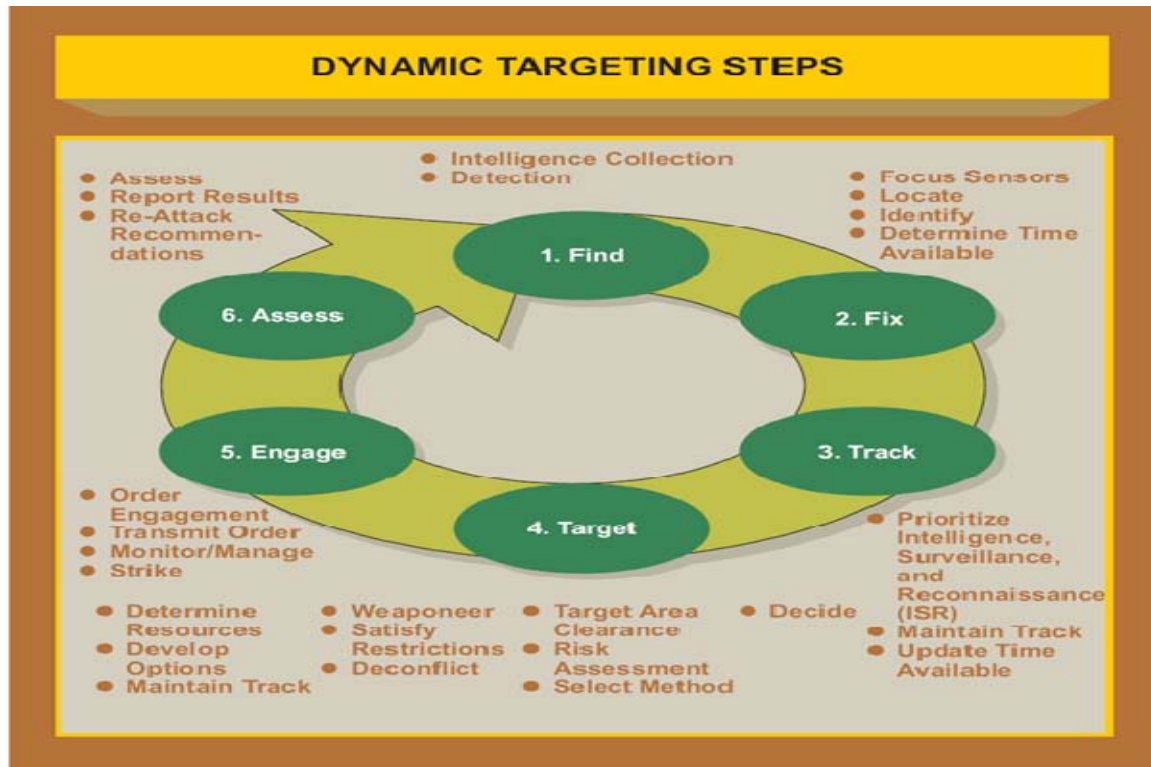 DYNAMIC TARGETING STEPS
● Intelligence Collection
● Detection
● Assess
● Report Results
● Re-Attack
Recommen-
dations
● Focus Sensors
● Locate
● Identify
● Determine Time
Available
1. Find
2. Fix
3. Track
4. Target
5. Engage
6. Assess
● Order
Engagement
● Transmit Order
● Monitor/Manage
● Strike
● Prioritize
Intelligence,
Surveillance,
and
Reconnaissance
(ISR)
● Maintain Track
● Update Time
Available
● Determine
Resources
● Develop
Options
● Maintain Track
● Weaponeer
● Satisfy
Restrictions
● Deconflict
● Target Area
Clearance
● Risk
Assessment
● Select Method
● Decide